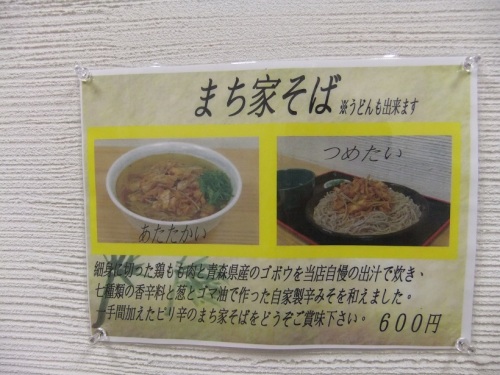 まち家そば ※うどんも出来ます
つめたい
あたたかい
細身に切った鶏もも肉と青森県産のゴボウを当店自慢の出汁で炊き、
七種類の香辛料と葱とゴマ油で作った自家製辛みそを和えました。
一手間加えたピリ辛のまち家そばをどうぞご賞味下さい。 600円